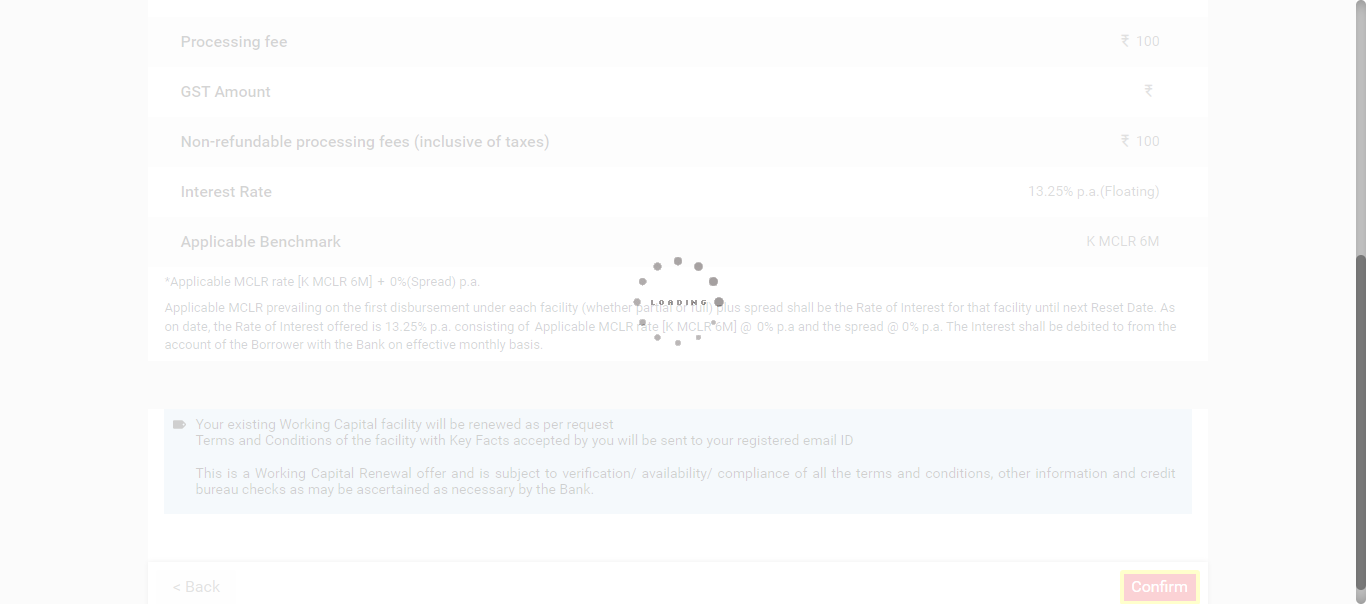 Processing fee ₹ 100
GST Amount ₹
Non-refundable processing fees (inclusive of taxes) ₹ 100
Interest Rate 13.25% p.a.(Floating)
Applicable Benchmark K MCLR 6M
*Applicable MCLR rate [K MCLR 6M] + 0%(Spread) p.a.
LOADING
Applicable MCLR prevailing on the first disbursement under each facility (whether partial or full) plus spread shall be the Rate of Interest for that facility until next Reset Date. As
on date, the Rate of Interest offered is 13.25% p.a. consisting of Applicable MCLR rate [K MCLR 6M] @ 0% p.a and the spread @ 0% p.a. The Interest shall be debited to from the
account of the Borrower with the Bank on effective monthly basis.
Your existing Working Capital facility will be renewed as per request
Terms and Conditions of the facility with Key Facts accepted by you will be sent to your registered email ID
This is a Working Capital Renewal offer and is subject to verification/ availability/ compliance of all the terms and conditions, other information and credit
bureau checks as may be ascertained as necessary by the Bank.
< Back Confirm